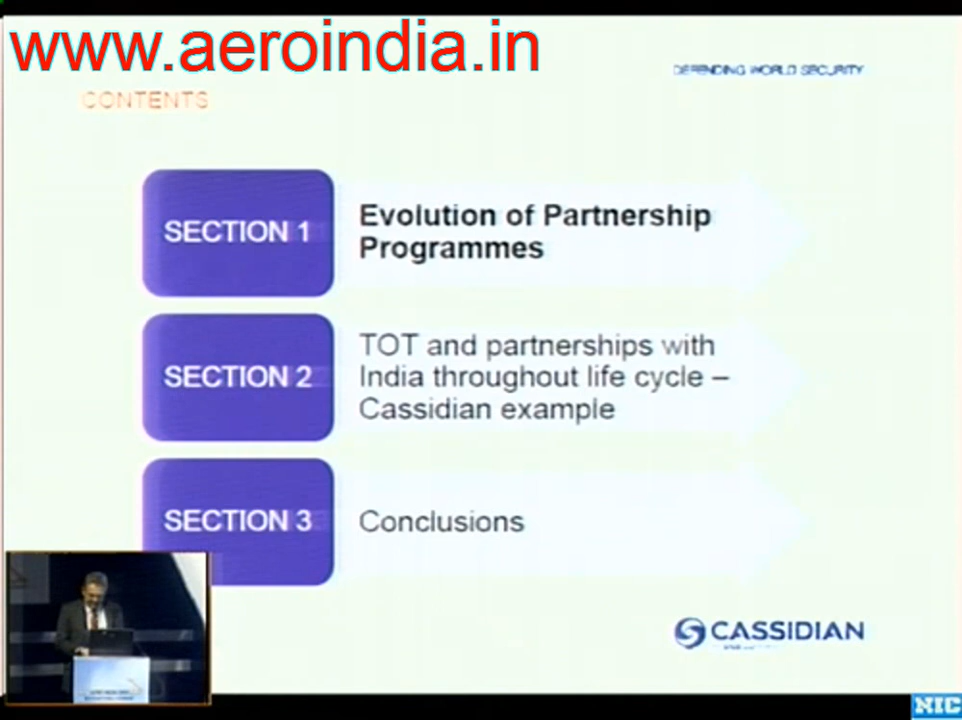 www.aeroindia.in
DEFENDING WORLD SECURITY
CONTENTS
SECTION 1
Evolution of Partnership
Programmes
SECTION 2
TOT and partnerships with
India throughout life cycle –
Cassidian example
SECTION 3
Conclusions
CASSIDIAN
NIC